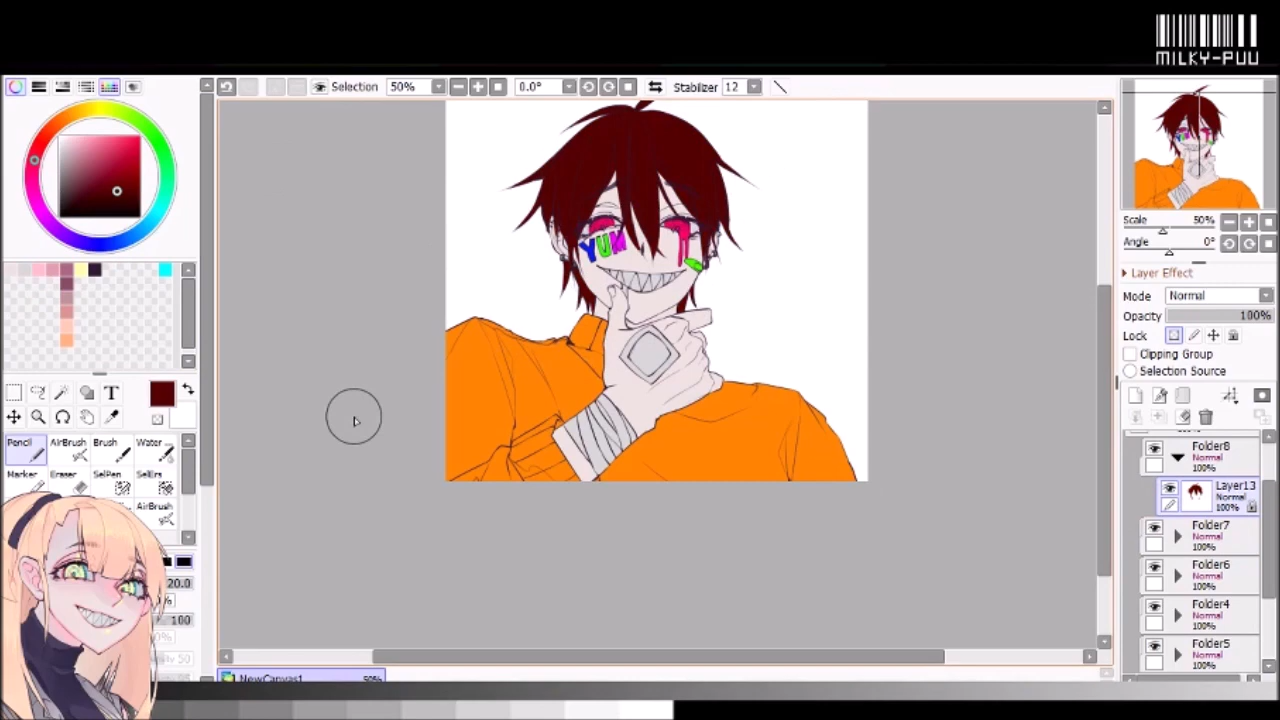 MILKY-PUU
Selection 50% 0.0° Stabilizer 12
YUM
Scale 50%
Angle 0°
Layer Effect
Mode Normal
Opacity 100%
Lock
Clipping Group
Selection Source
T
Pencil AirBrush Brush Water
Marker Eraser SelPen SelErs
AirBrush
20.0
100
50
Folder8
Normal
100%
Layer13
Normal
100%
Folder7
Normal
100%
Folder6
Normal
100%
Folder4
Normal
100%
Folder5
Normal
100%
NewCanvas1 50%